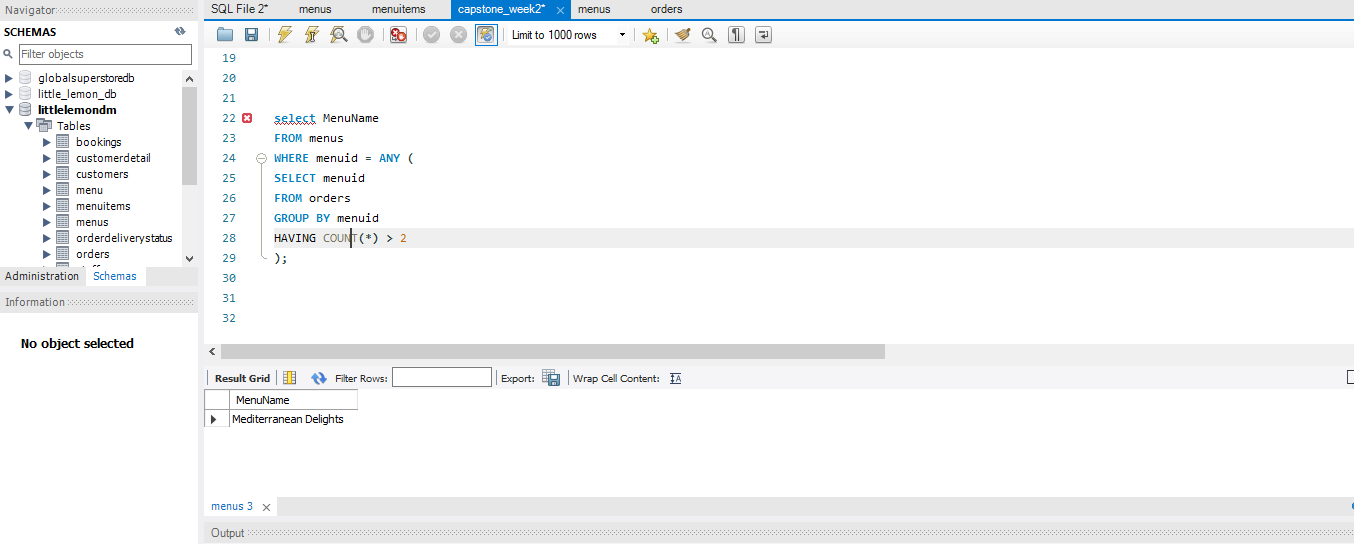 Navigator
SCHEMAS
Filter objects
globalsuperstoredb
little_lemon_db
littlelemondm
Tables
bookings
customerdetail
customers
menu
menuitems
menus
orderdeliverystatus
orders
Administration Schemas
Information
No object selected
SQL File 2* menus menuitems capstone_week2* menus orders
Limit to 1000 rows
19
20
21
22 select MenuName
23 FROM menus
24 WHERE menuid = ANY (
25 SELECT menuid
26 FROM orders
27 GROUP BY menuid
28 HAVING COUNT(*) > 2
29 );
30
31
32
Result Grid Filter Rows: Export: Wrap Cell Content:
MenuName
Mediterranean Delights
menus 3
Output